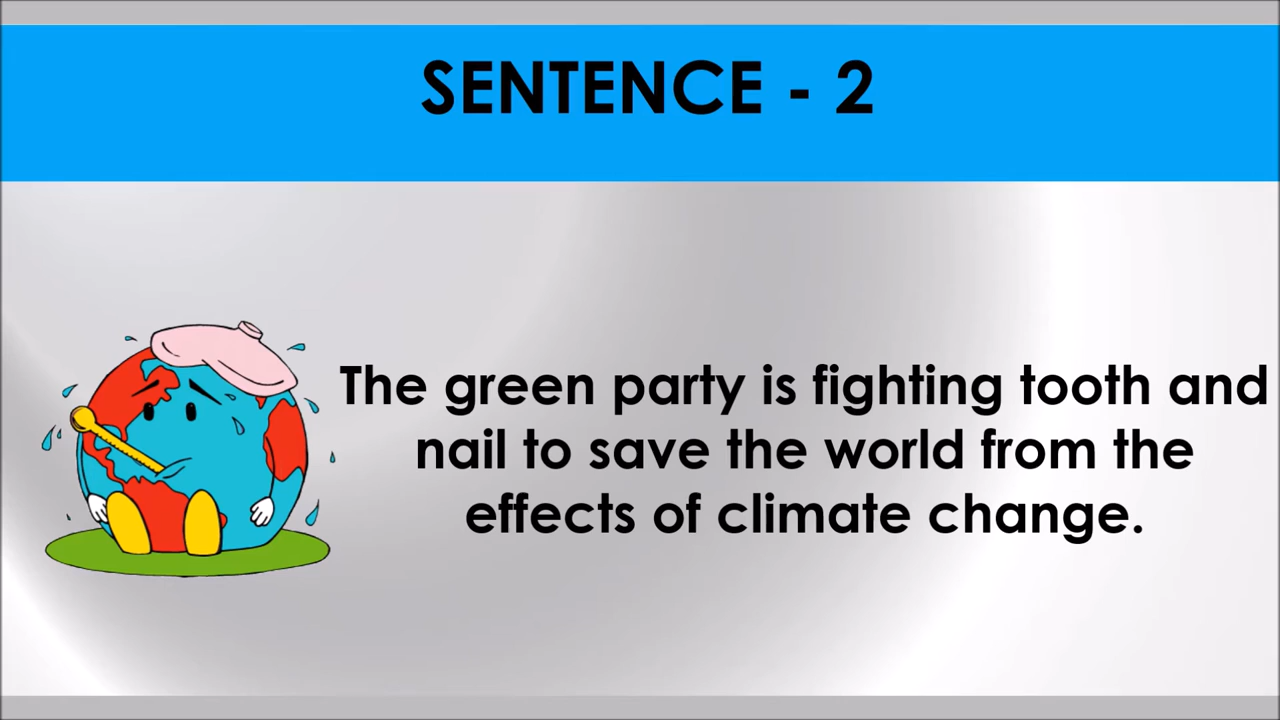 SENTENCE - 2
The green party is fighting tooth and
nail to save the world from the
effects of climate change.